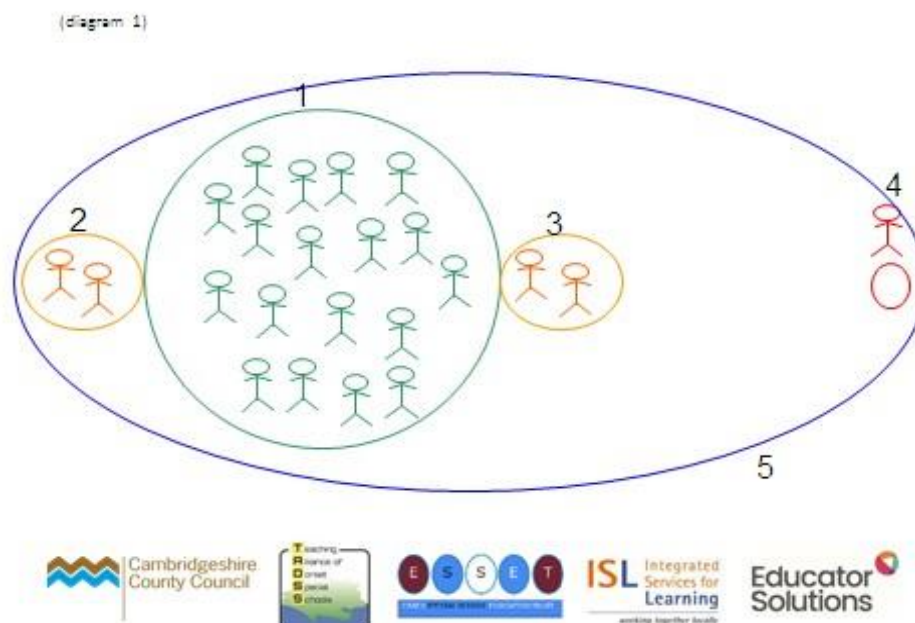 (diagram 1)
1
2
3
4
5
Cambridgeshire
County Council
Teaching
Alliance of
Dorset
Special
Schools
E S S E T
ISL Integrated
Services for
Learning
working together locally
Educator
Solutions